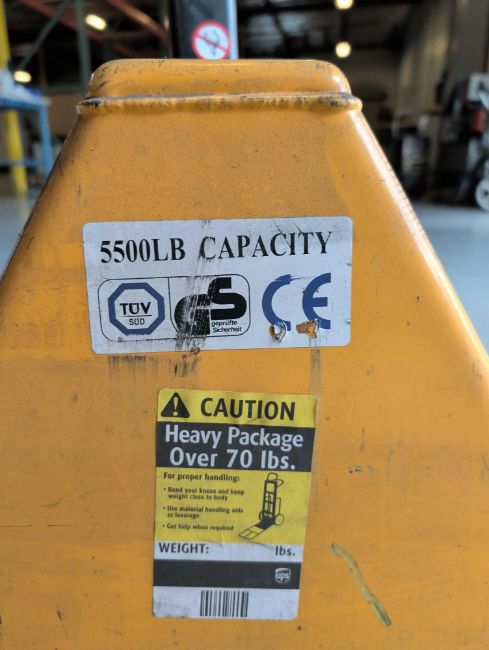 5500LB CAPACITY
TÜV
SÜD
GS
geprüfte
Sicherheit
CE
CAUTION
Heavy Package
Over 70 lbs.
For proper handling:
• Bend your knees and keep
weight close to body
• Use material handling aids
or leverage
• Get help when required
WEIGHT: lbs.
ups